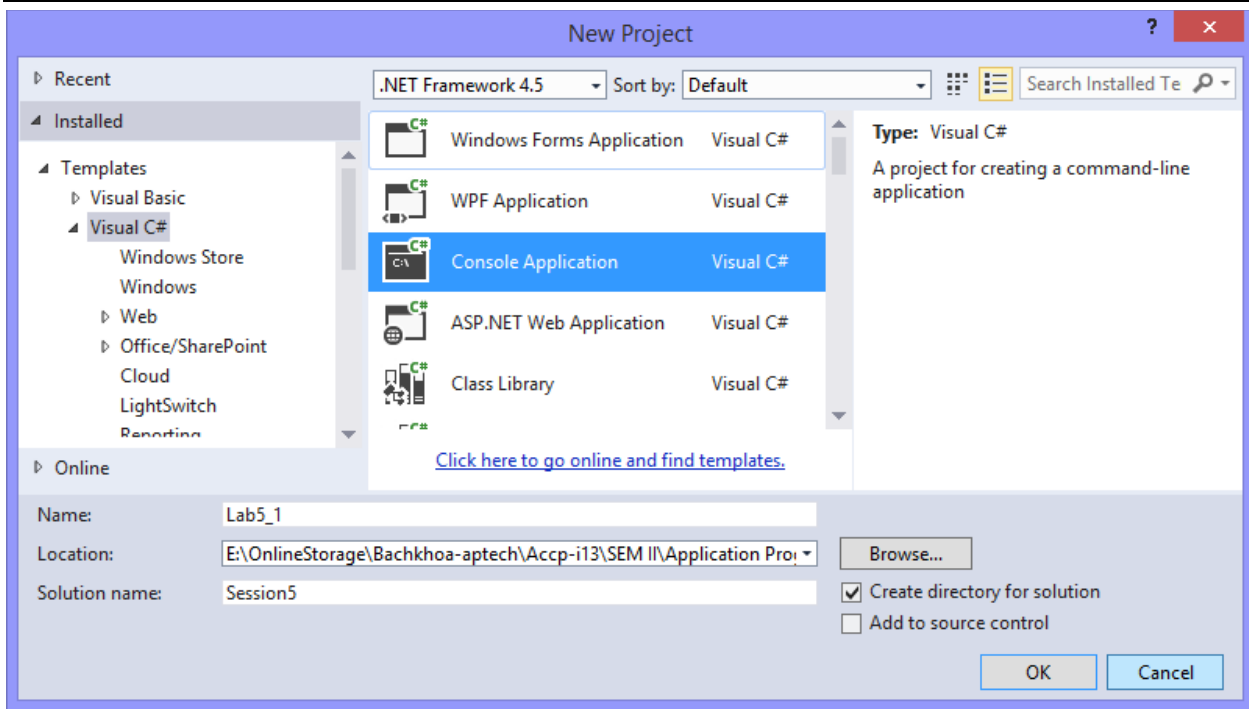 New Project
?
Recent
Installed
Templates
Visual Basic
Visual C#
Windows Store
Windows
Web
Office/SharePoint
Cloud
LightSwitch
Reporting
Online
.NET Framework 4.5 Sort by: Default
Search Installed Te
C# Windows Forms Application Visual C#
C# WPF Application Visual C#
C# C:\ Console Application Visual C#
C# ASP.NET Web Application Visual C#
C# Class Library Visual C#
C#
Click here to go online and find templates.
Type: Visual C#
A project for creating a command-line
application
Name: Lab5_1
Location: E:\OnlineStorage\Bachkhoa-aptech\Accp-i13\SEM II\Application Pro
Browse...
Solution name: Session5
Create directory for solution
Add to source control
OK Cancel